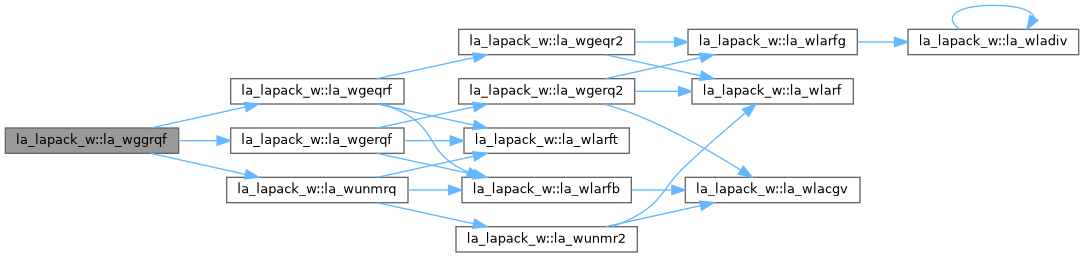 la_lapack_w::la_wggrqf
la_lapack_w::la_wgeqrf
la_lapack_w::la_wgerqf
la_lapack_w::la_wunmrq
la_lapack_w::la_wgeqr2
la_lapack_w::la_wgerq2
la_lapack_w::la_wlarft
la_lapack_w::la_wlarfb
la_lapack_w::la_wunmr2
la_lapack_w::la_wlarfg
la_lapack_w::la_wlarf
la_lapack_w::la_wlacgv
la_lapack_w::la_wladiv